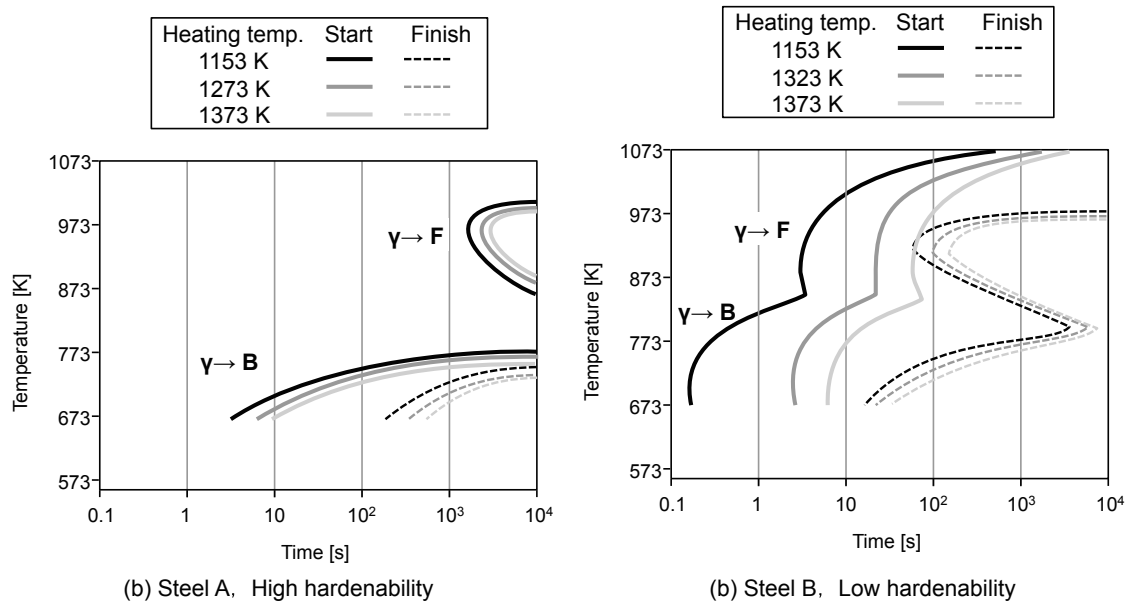 Heating temp. Start Finish
1153 K
1273 K
1373 K
Temperature [K]
1073
973
873
773
673
573
γ→ F
γ→ B
0.1 1 10 10² 10³ 10⁴
Time [s]
(b) Steel A, High hardenability
Heating temp. Start Finish
1153 K
1323 K
1373 K
Temperature [K]
1073
973
873
773
673
573
γ→ F
γ→ B
0.1 1 10 10² 10³ 10⁴
Time [s]
(b) Steel B, Low hardenability